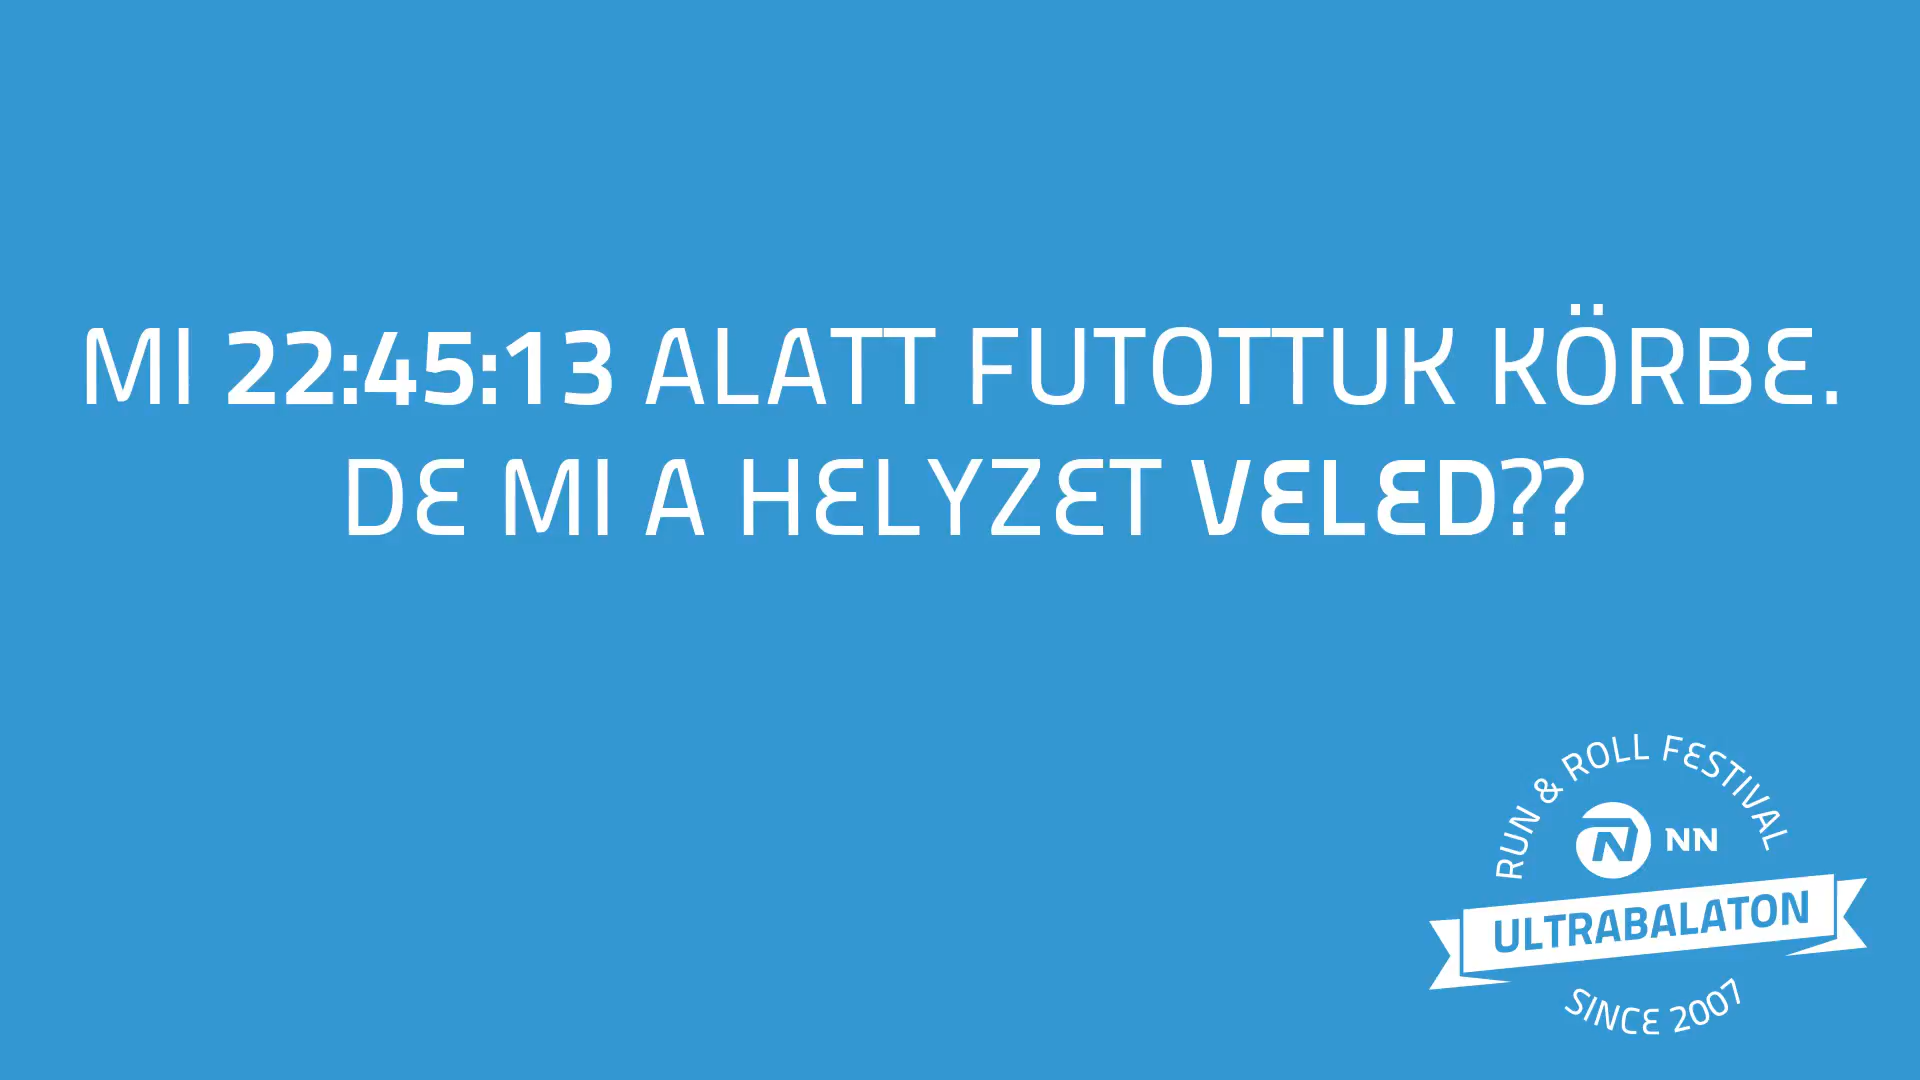 MI 22:45:13 ALATT FUTOTTUK KÖRBE.
DE MI A HELYZET VELED??
RUN & ROLL FESTIVAL
NN
ULTRABALATON
SINCE 2007